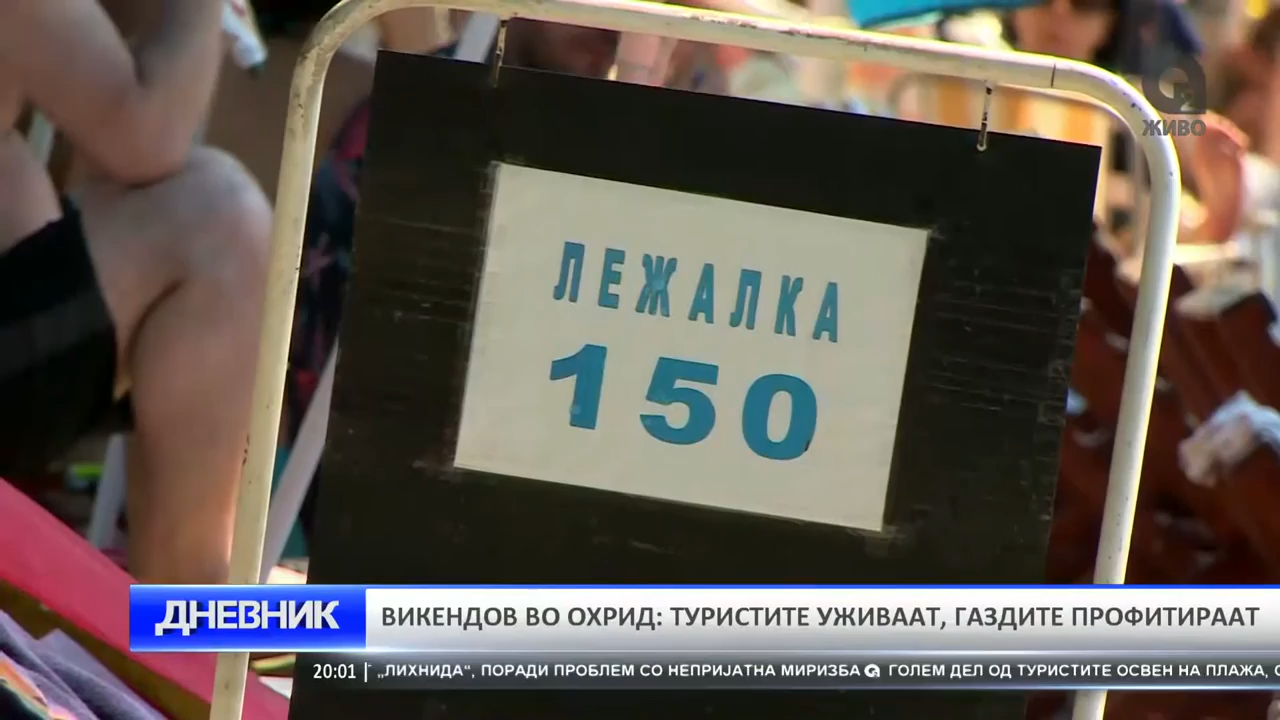 2
ЖИВО
ЛЕЖАЛКА
150
ДНЕВНИК
ВИКЕНДОВ ВО ОХРИД: ТУРИСТИТЕ УЖИВААТ, ГАЗДИТЕ ПРОФИТИРААТ
20:01 „ЛИХНИДА“, ПОРАДИ ПРОБЛЕМ СО НЕПРИЈАТНА МИРИЗБА ГОЛЕМ ДЕЛ ОД ТУРИСТИТЕ ОСВЕН НА ПЛАЖА,